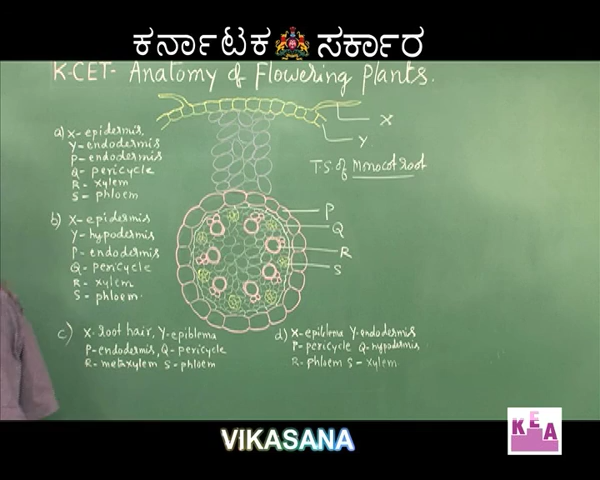 ಕರ್ನಾಟಕ ಸರ್ಕಾರ
K-CET- Anatomy of Flowering Plants.
X
Y
T.S. of Monocot Root
a) X- epidermis,
Y- endodermis
P- endodermis
Q- pericycle
R- xylem
S- phloem
b) X- epidermis
Y- hypodermis
P- endodermis
Q- pericycle
R- xylem
S- phloem.
P
Q
R
S
c) X- Root hair, Y- epiblema
P- endodermis, Q- pericycle
R- metaxylem S- phloem
d) X- epiblema Y- endodermis
P- pericycle Q- hypodermis
R- phloem S- xylem
VIKASANA
KEA